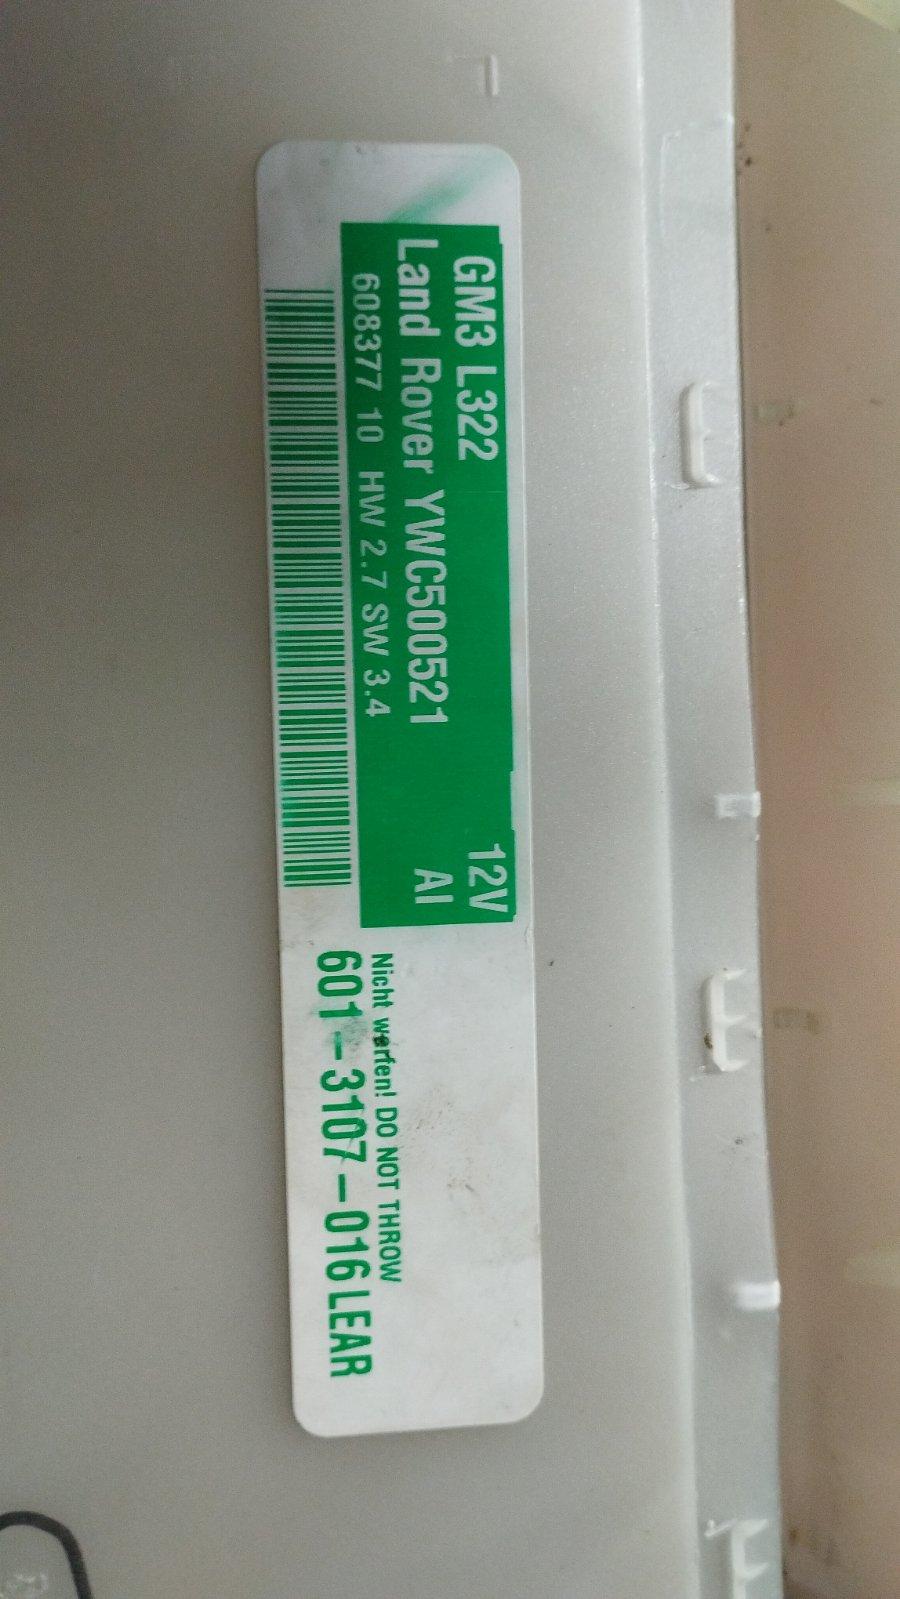 GM3 L322 12V
Land Rover YWC500521 AI
608377 10 HW 2.7 SW 3.4
Nicht werfen! DO NOT THROW
601-3107-016 LEAR